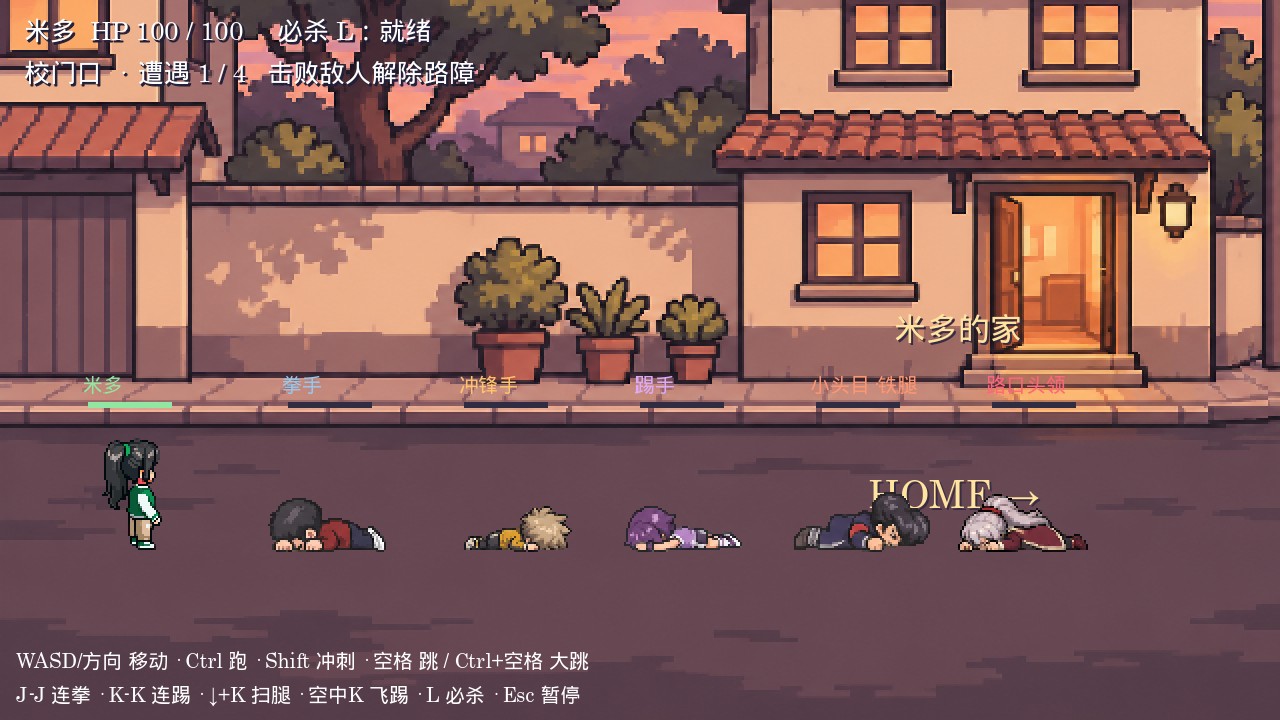 米多 HP 100 / 100 · 必杀 L：就绪
校门口 · 遭遇 1 / 4 击败敌人解除路障
米多的家
米多 拳手 冲锋手 踢手 小头目·铁腿 路口头领
HOME →
WASD/方向 移动 · Ctrl 跑 · Shift 冲刺 · 空格 跳 / Ctrl+空格 大跳
J-J 连拳 · K-K 连踢 · ↓+K 扫腿 · 空中K 飞踢 · L 必杀 · Esc 暂停